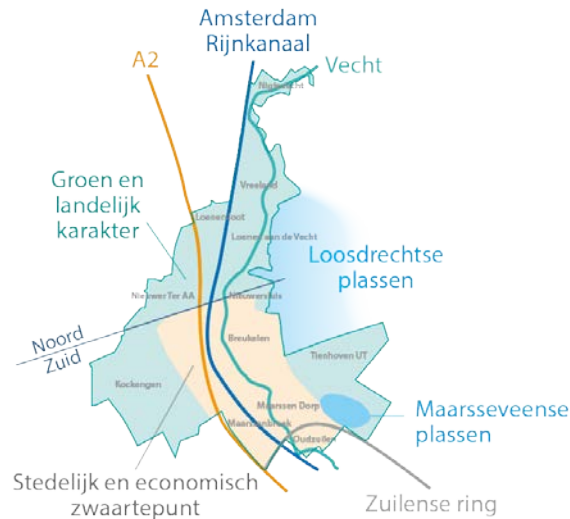 Amsterdam
Rijnkanaal
A2
Vecht
Nigtevecht
Vreeland
Groen en
landelijk
karakter
Loenersloot
Loenen aan de Vecht
Loosdrechtse
plassen
Nieuwer Ter AA
Nieuwersluis
Noord
Zuid
Breukelen
Tienhoven UT
Kockengen
Maarssen Dorp
Maarsseveense
plassen
Maarssenbroek
Oudzuilen
Stedelijk en economisch
zwaartepunt
Zuilense ring